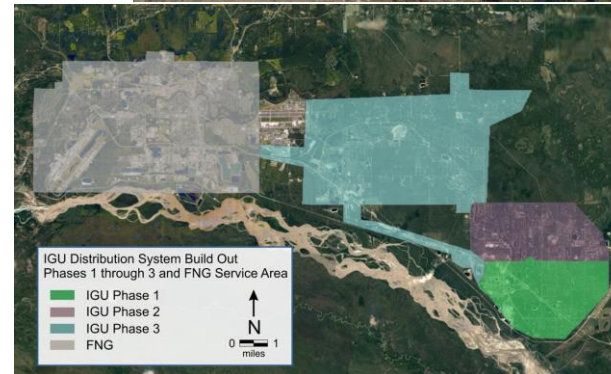 IGU Distribution System Build Out
Phases 1 through 3 and FNG Service Area
IGU Phase 1
IGU Phase 2
IGU Phase 3
FNG
N
0 1
miles